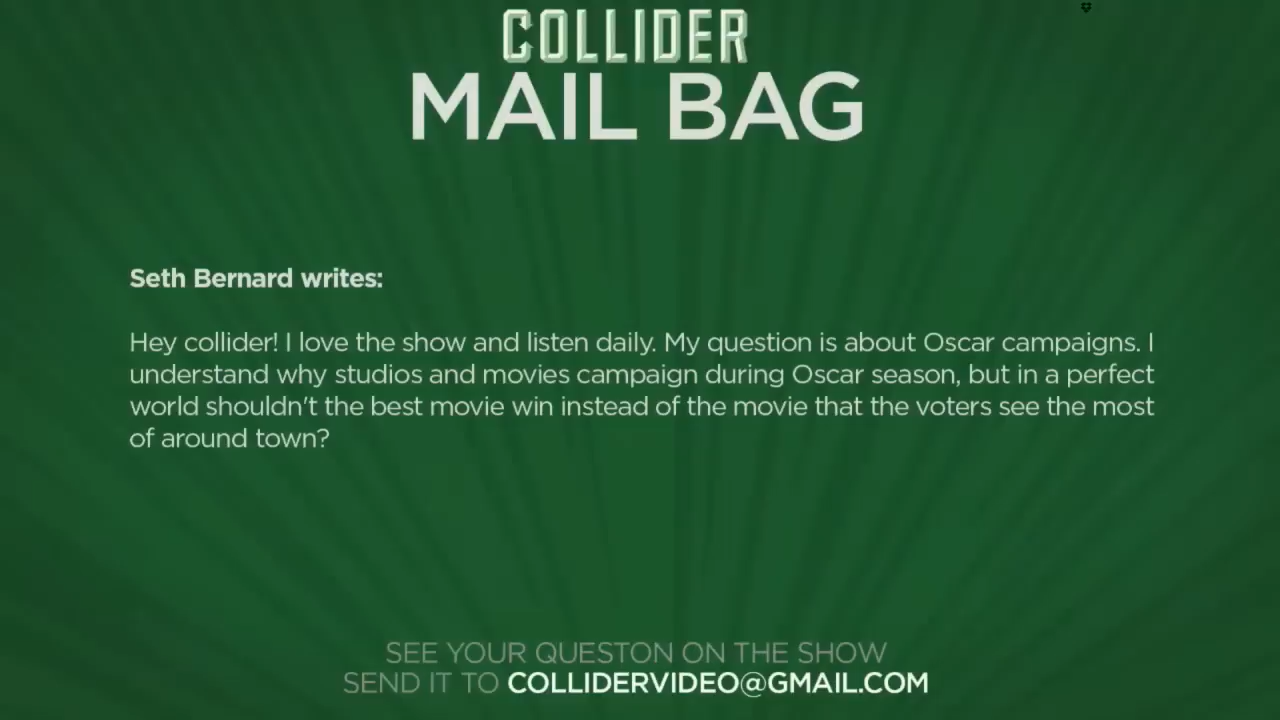 COLLIDER
MAIL BAG
Seth Bernard writes:
Hey collider! I love the show and listen daily. My question is about Oscar campaigns. I
understand why studios and movies campaign during Oscar season, but in a perfect
world shouldn't the best movie win instead of the movie that the voters see the most
of around town?
SEE YOUR QUESTON ON THE SHOW
SEND IT TO COLLIDERVIDEO@GMAIL.COM